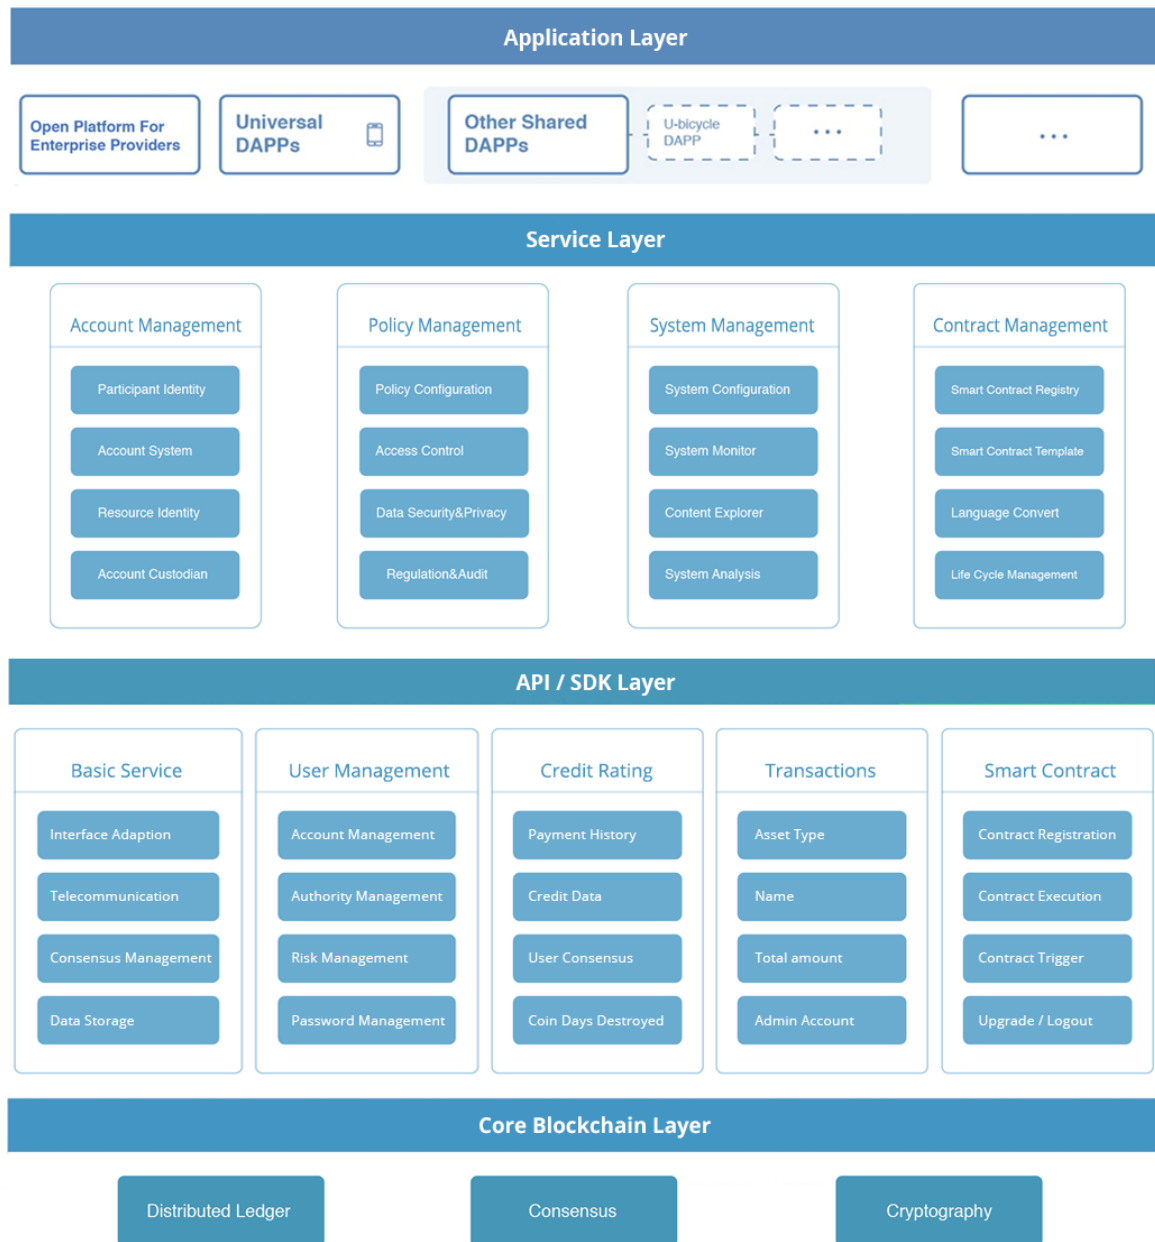 Application Layer
Open Platform For
Enterprise Providers
Universal
DAPPs
Other Shared
DAPPs
U-bicycle
DAPP
...
...
Service Layer
Account Management
Participant Identity
Account System
Resource Identity
Account Custodian
Policy Management
Policy Configuration
Access Control
Data Security&Privacy
Regulation&Audit
System Management
System Configuration
System Monitor
Content Explorer
System Analysis
Contract Management
Smart Contract Registry
Smart Contract Template
Language Convert
Life Cycle Management
API / SDK Layer
Basic Service
Interface Adaption
Telecommunication
Consensus Management
Data Storage
User Management
Account Management
Authority Management
Risk Management
Password Management
Credit Rating
Payment History
Credit Data
User Consensus
Coin Days Destroyed
Transactions
Asset Type
Name
Total amount
Admin Account
Smart Contract
Contract Registration
Contract Execution
Contract Trigger
Upgrade / Logout
Core Blockchain Layer
Distributed Ledger
Consensus
Cryptography